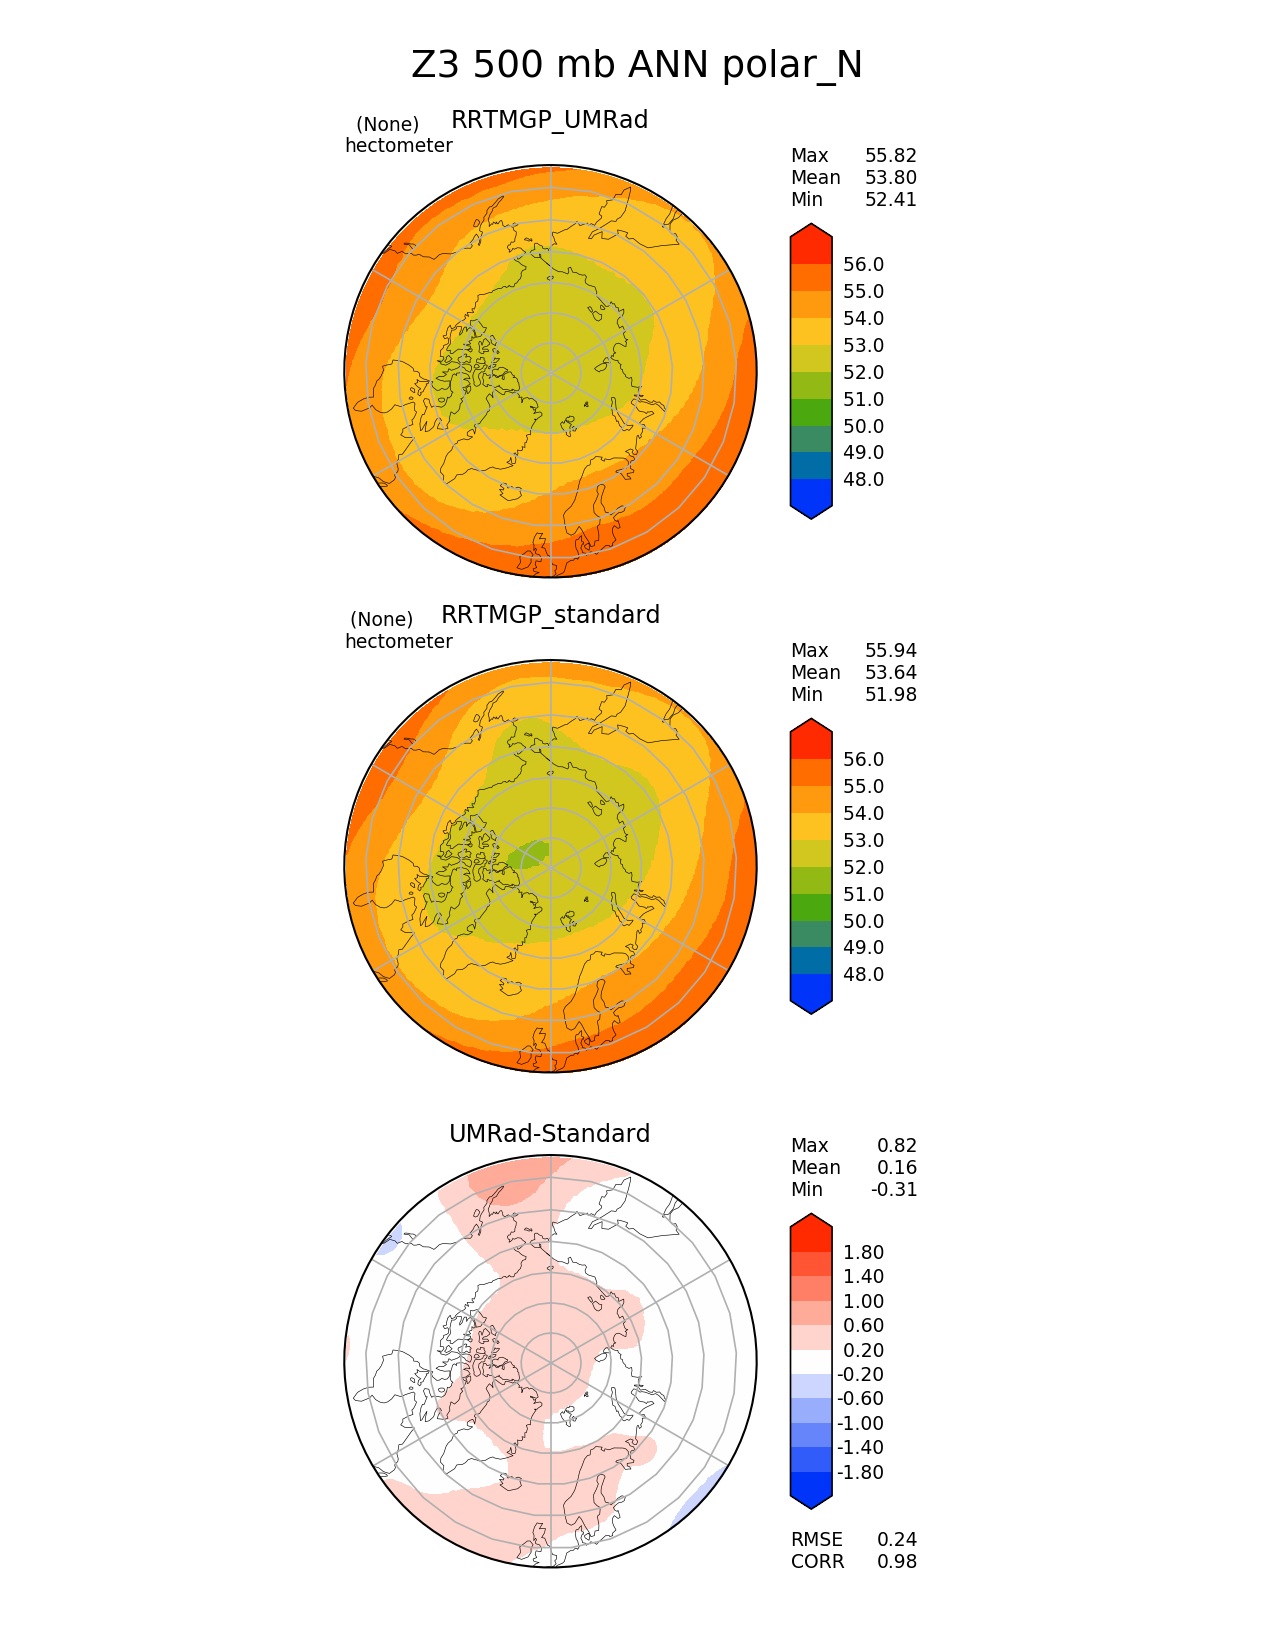 Z3 500 mb ANN polar_N
(None) RRTMGP_UMRad
hectometer
Max 55.82
Mean 53.80
Min 52.41
56.0
55.0
54.0
53.0
52.0
51.0
50.0
49.0
48.0
(None) RRTMGP_standard
hectometer
Max 55.94
Mean 53.64
Min 51.98
56.0
55.0
54.0
53.0
52.0
51.0
50.0
49.0
48.0
UMRad-Standard
Max 0.82
Mean 0.16
Min -0.31
1.80
1.40
1.00
0.60
0.20
-0.20
-0.60
-1.00
-1.40
-1.80
RMSE 0.24
CORR 0.98